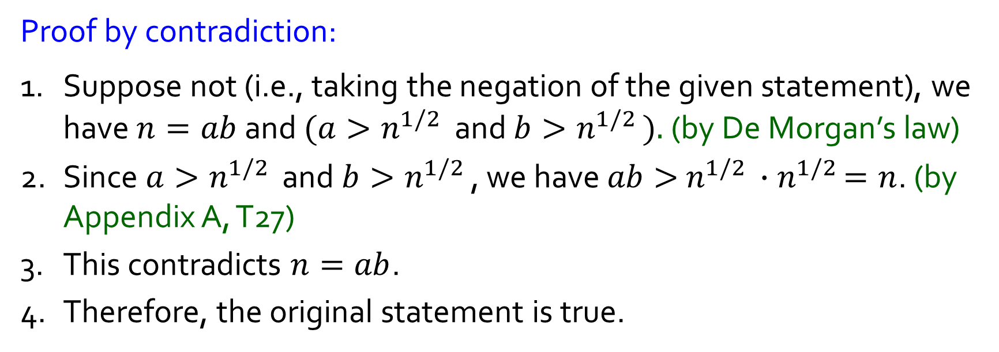 Proof by contradiction:
1. Suppose not (i.e., taking the negation of the given statement), we
have n = ab and (a > n^{1/2} and b > n^{1/2} ). (by De Morgan’s law)
2. Since a > n^{1/2} and b > n^{1/2} , we have ab > n^{1/2} · n^{1/2} = n. (by
Appendix A, T27)
3. This contradicts n = ab.
4. Therefore, the original statement is true.